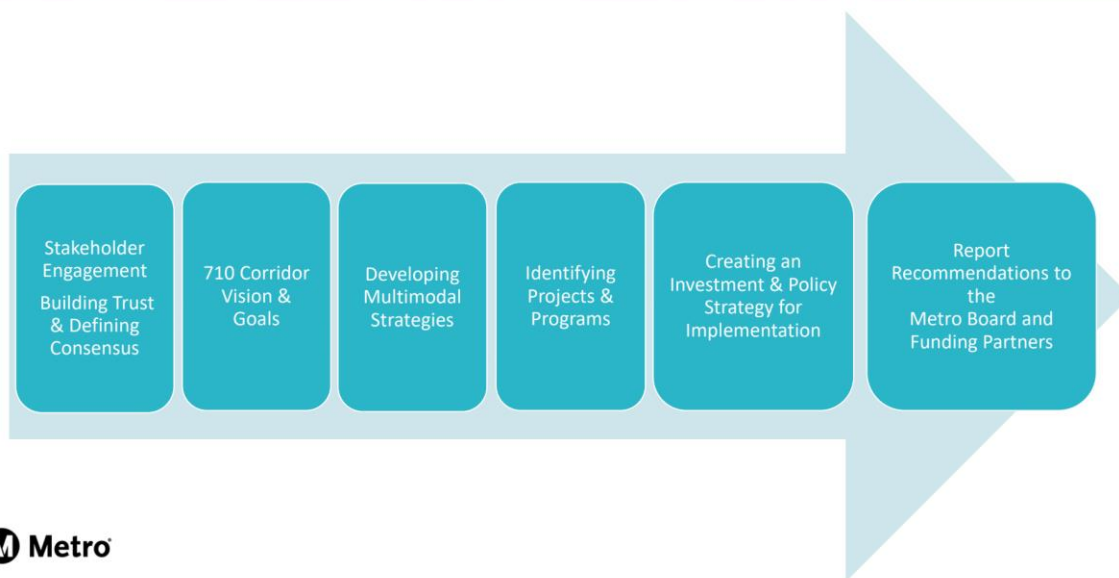 Stakeholder
Engagement
Building Trust
& Defining
Consensus
710 Corridor
Vision &
Goals
Developing
Multimodal
Strategies
Identifying
Projects &
Programs
Creating an
Investment & Policy
Strategy for
Implementation
Report
Recommendations to
the
Metro Board and
Funding Partners
M Metro